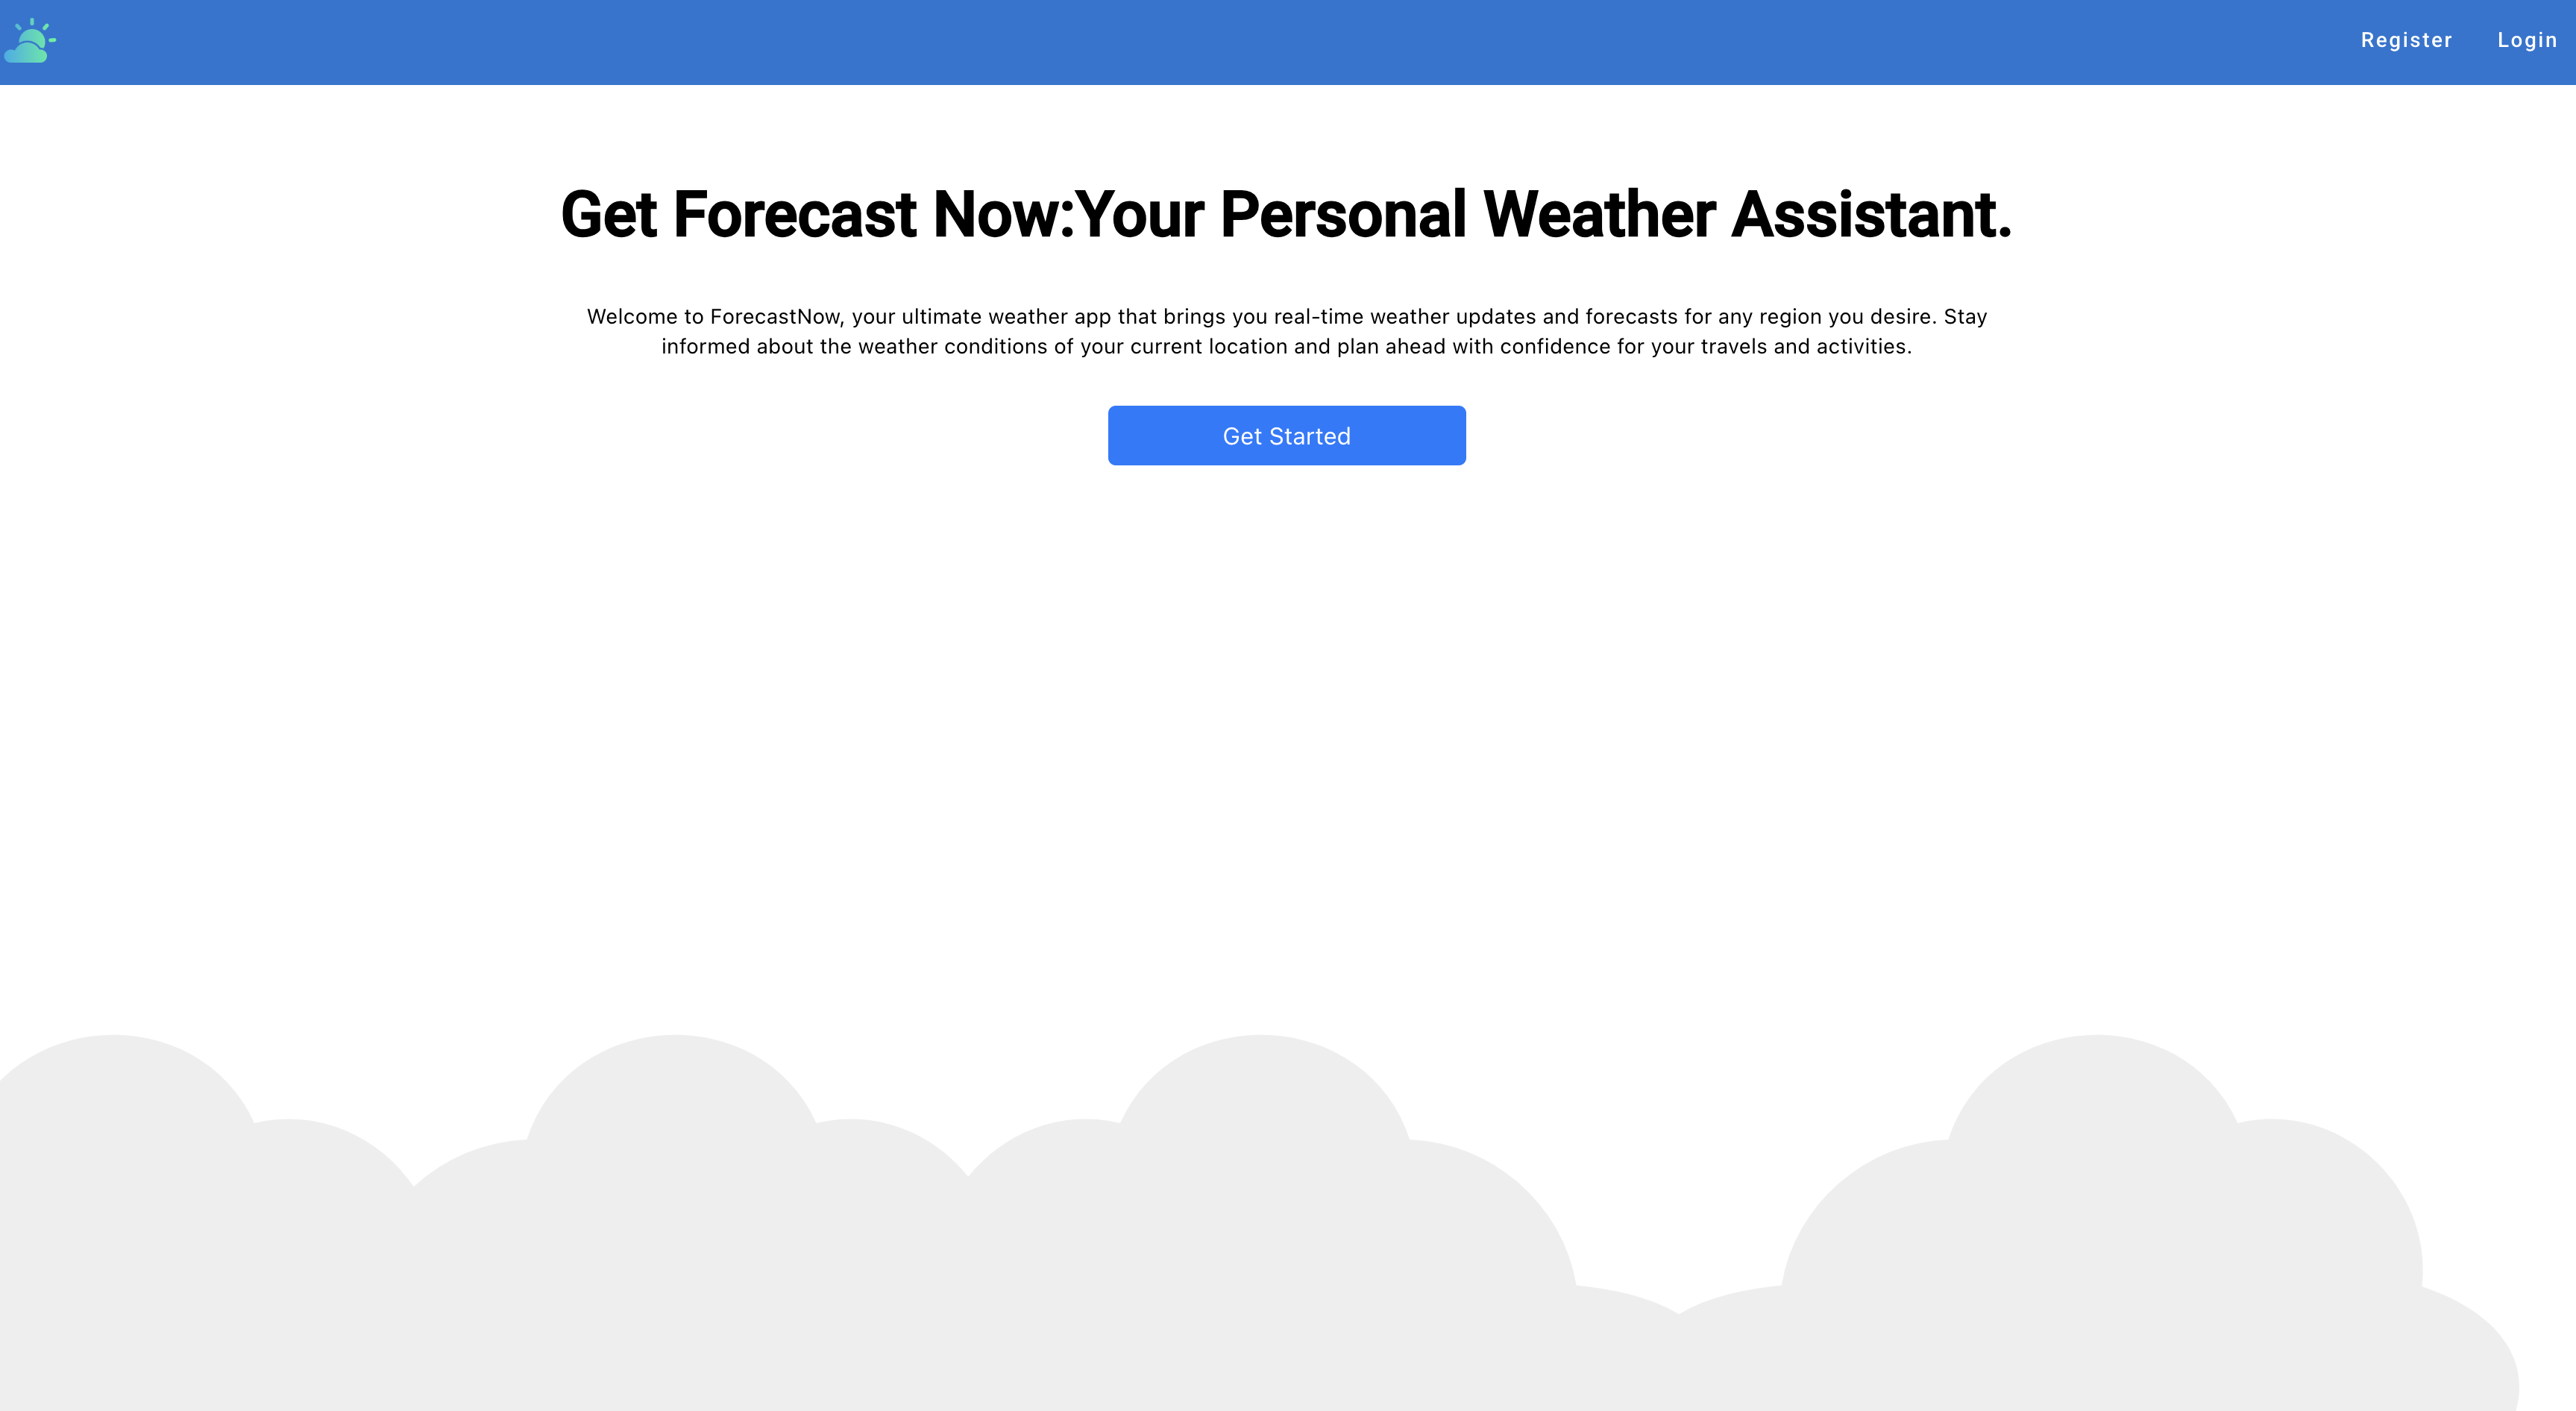 Register Login
Get Forecast Now:Your Personal Weather Assistant.
Welcome to ForecastNow, your ultimate weather app that brings you real-time weather updates and forecasts for any region you desire. Stay
informed about the weather conditions of your current location and plan ahead with confidence for your travels and activities.
Get Started